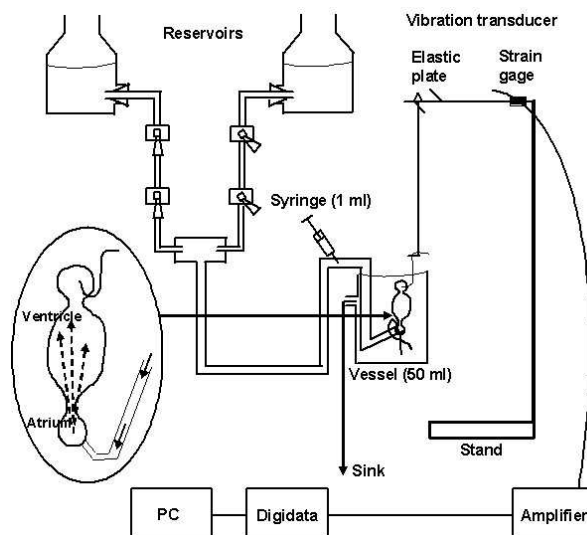 Vibration transducer
Reservoirs
Elastic
plate
Strain
gage
Syringe (1 ml)
Ventricle
Atrium
Vessel (50 ml)
Stand
Sink
PC
Digidata
Amplifier